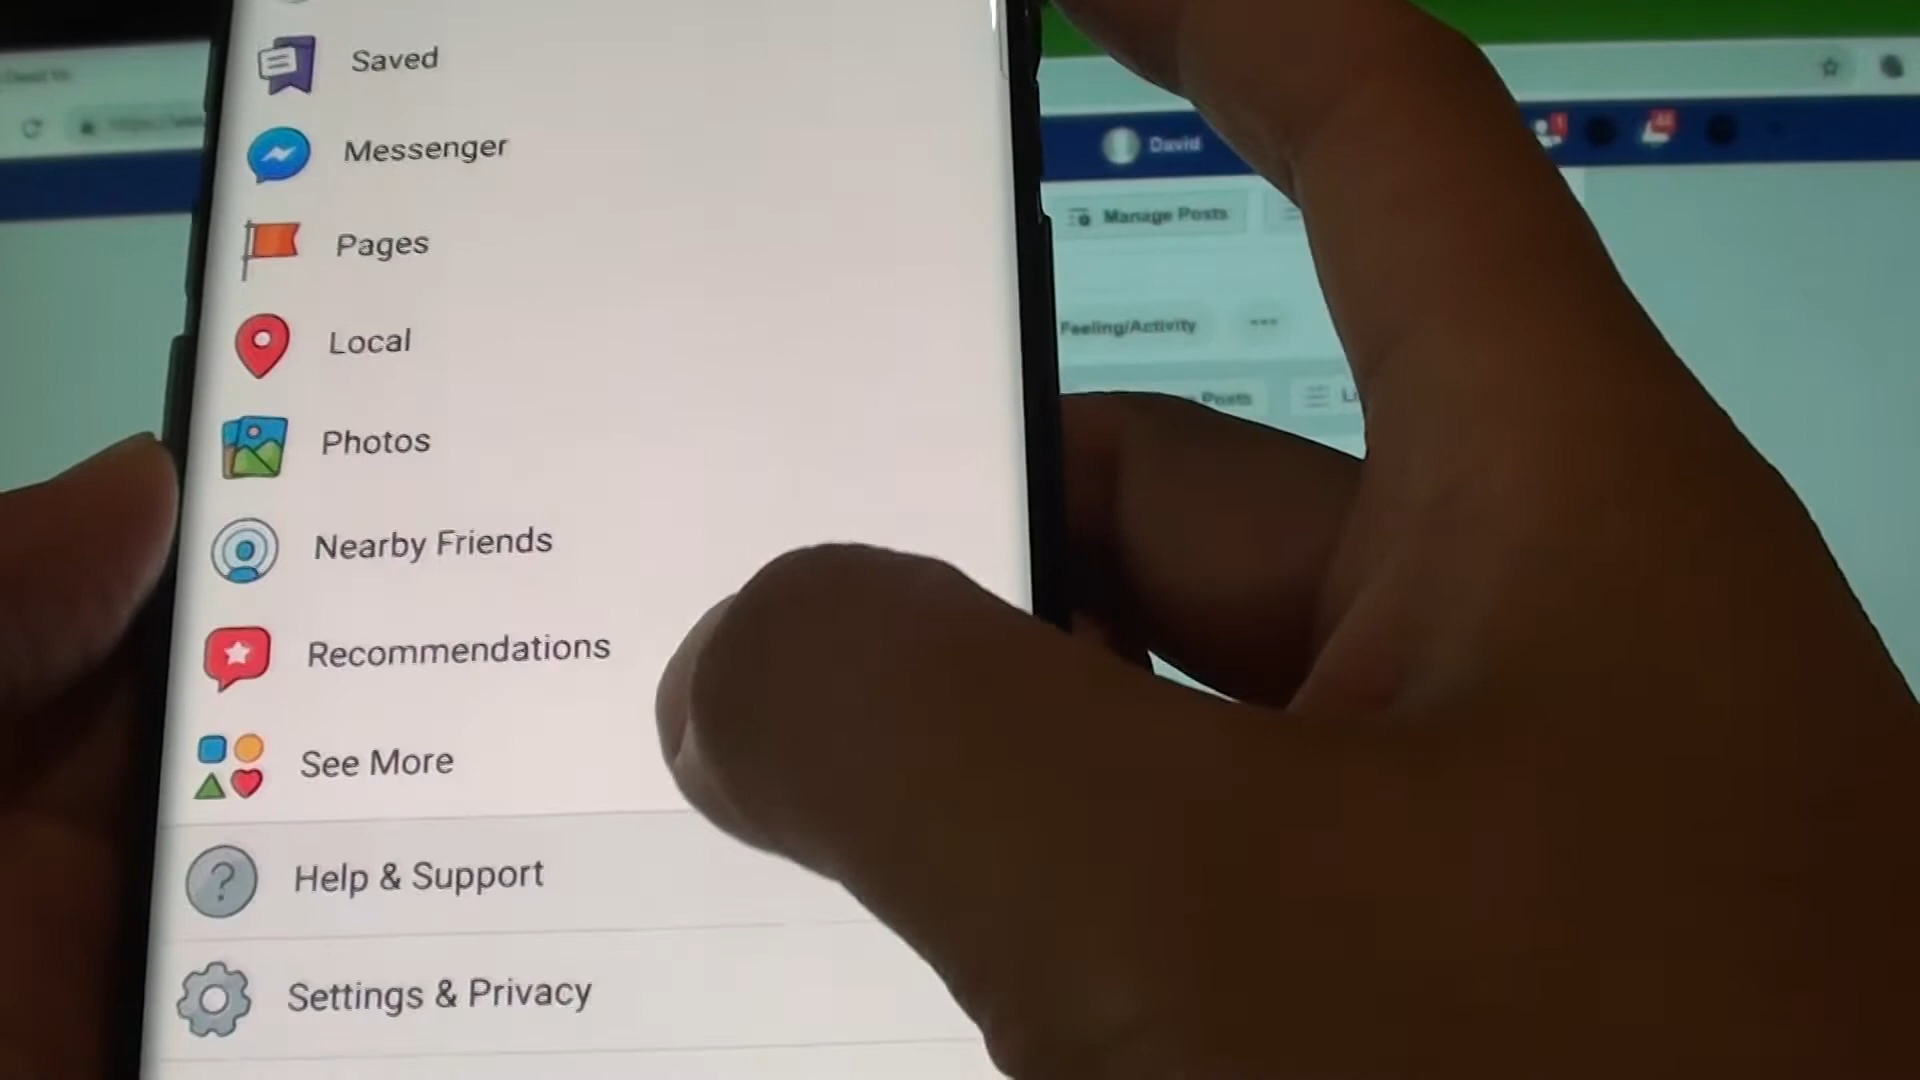 Saved
Messenger
Pages
Local
Photos
Nearby Friends
Recommendations
See More
Help & Support
Settings & Privacy
David
1
Manage Posts
Feeling/Activity
Posts